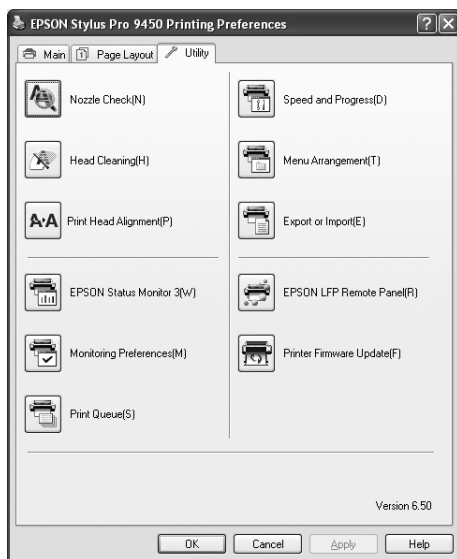 EPSON Stylus Pro 9450 Printing Preferences
Main
Page Layout
Utility
Nozzle Check(N)
Head Cleaning(H)
Print Head Alignment(P)
EPSON Status Monitor 3(W)
Monitoring Preferences(M)
Print Queue(S)
Speed and Progress(D)
Menu Arrangement(T)
Export or Import(E)
EPSON LFP Remote Panel(R)
Printer Firmware Update(F)
Version 6.50
OK
Cancel
Apply
Help